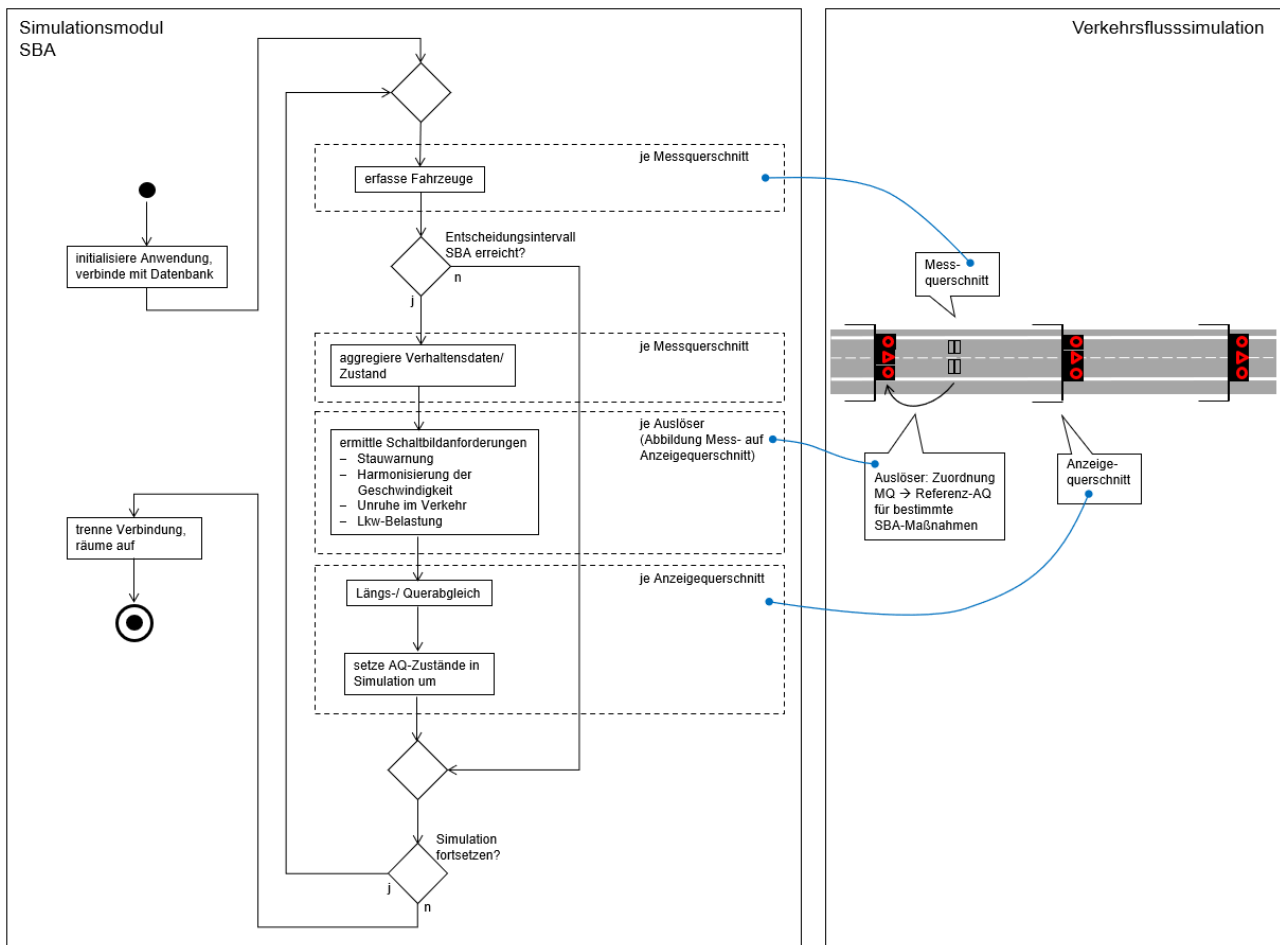 Simulationsmodul
SBA
je Messquerschnitt
erfasse Fahrzeuge
initialisiere Anwendung,
verbinde mit Datenbank
Entscheidungsintervall
SBA erreicht?
n
j
je Messquerschnitt
aggregiere Verhaltensdaten/
Zustand
je Auslöser
(Abbildung Mess- auf
Anzeigequerschnitt)
ermittle Schaltbildanforderungen
– Stauwarnung
– Harmonisierung der
Geschwindigkeit
– Unruhe im Verkehr
– Lkw-Belastung
trenne Verbindung,
räume auf
je Anzeigequerschnitt
Längs-/ Querabgleich
setze AQ-Zustände in
Simulation um
Simulation
fortsetzen?
j
n
Verkehrsflusssimulation
Mess-
querschnitt
Auslöser: Zuordnung
MQ → Referenz-AQ
für bestimmte
SBA-Maßnahmen
Anzeige-
querschnitt